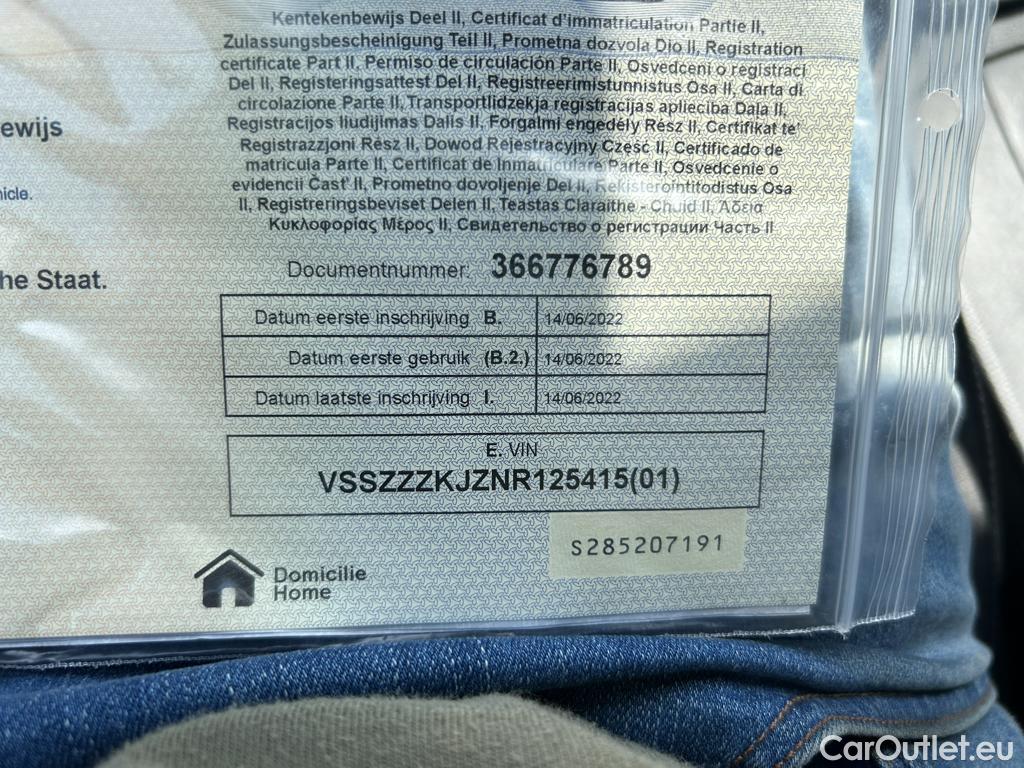 Kentekenbewijs Deel II, Certificat d'immatriculation Partie II,
Zulassungsbescheinigung Teil II, Prometna dozvola Dio II, Registration
certificate Part II, Permiso de circulación Parte II, Osvedceni o registraci
Del II, Registreringsattest Del II, Registreerimistunnistus Osa II, Carta di
circolazione Parte II, Transportlidzekja registracijas aplieciba Dala II,
Registracijos liudijimas Dalis II, Forgalmi engedély Rész II, Certifikat te'
Registrazzjoni Rész II, Dowod Rejestracyjny Część II, Certificado de
matricula Parte II, Certificat de Inmatriculare Parte II, Osvedcenie o
evidencii Časť II, Prometno dovoljenje Del II, Rekisterointitodistus Osa
II, Registreringsbeviset Delen II, Teastas Claraithe - Chuid II, Άδεια
Κυκλοφορίας Μέρος II, Свидетельство о регистрации Часть II
ewijs
hicle.
he Staat.
Documentnummer: 366776789
Datum eerste inschrijving B. 14/06/2022
Datum eerste gebruik (B.2.) 14/06/2022
Datum laatste inschrijving I. 14/06/2022
E. VIN
VSSZZZKJZNR125415(01)
S285207191
Domicilie
Home
CarOutlet.eu